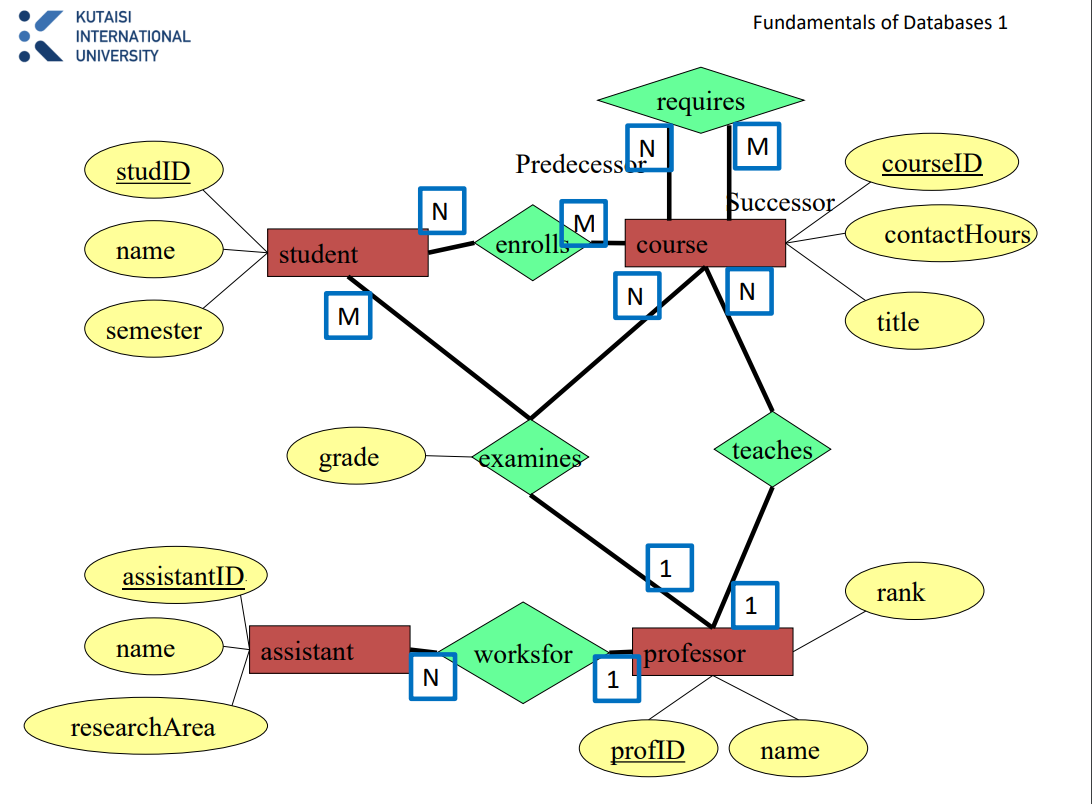 KUTAISI
INTERNATIONAL
UNIVERSITY
Fundamentals of Databases 1
requires
N
M
Predecessor
Successor
studID
name
semester
student
N
enrolls
M
course
courseID
contactHours
title
M
N
N
grade
examines
teaches
1
1
assistantID
name
researchArea
assistant
N
worksfor
1
professor
rank
profID
name